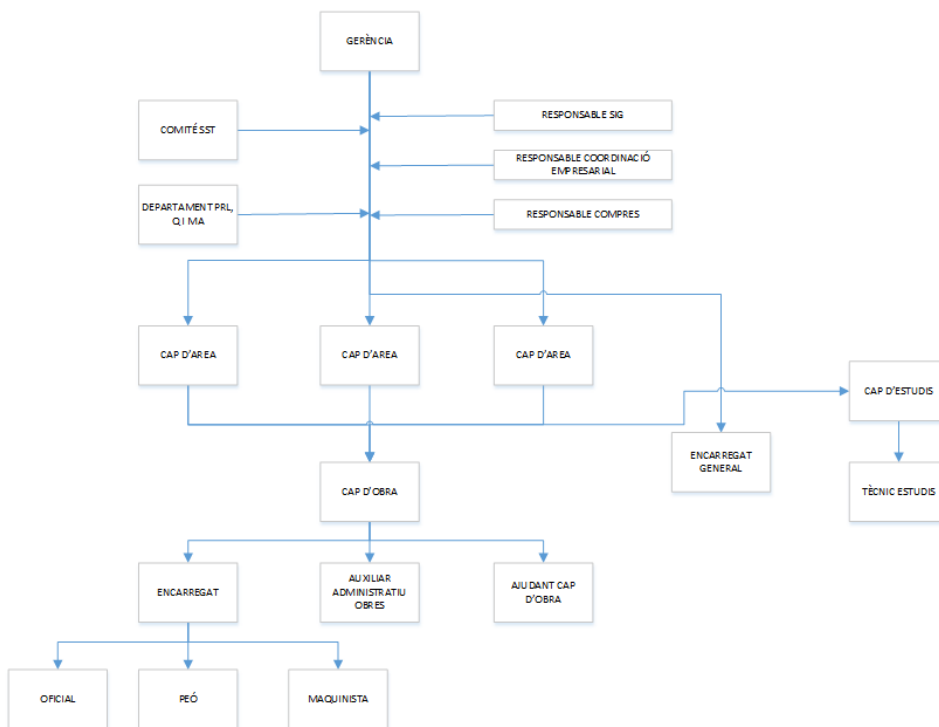 GERÈNCIA
COMITÉ SST
RESPONSABLE SIG
RESPONSABLE COORDINACIÓ
EMPRESARIAL
DEPARTAMENT PRL,
Q I MA
RESPONSABLE COMPRES
CAP D'AREA
CAP D'AREA
CAP D'AREA
CAP D'ESTUDIS
ENCARREGAT
GENERAL
CAP D'OBRA
TÈCNIC ESTUDIS
ENCARREGAT
AUXILIAR
ADMINISTRATIU
OBRES
AJUDANT CAP
D'OBRA
OFICIAL
PEÓ
MAQUINISTA